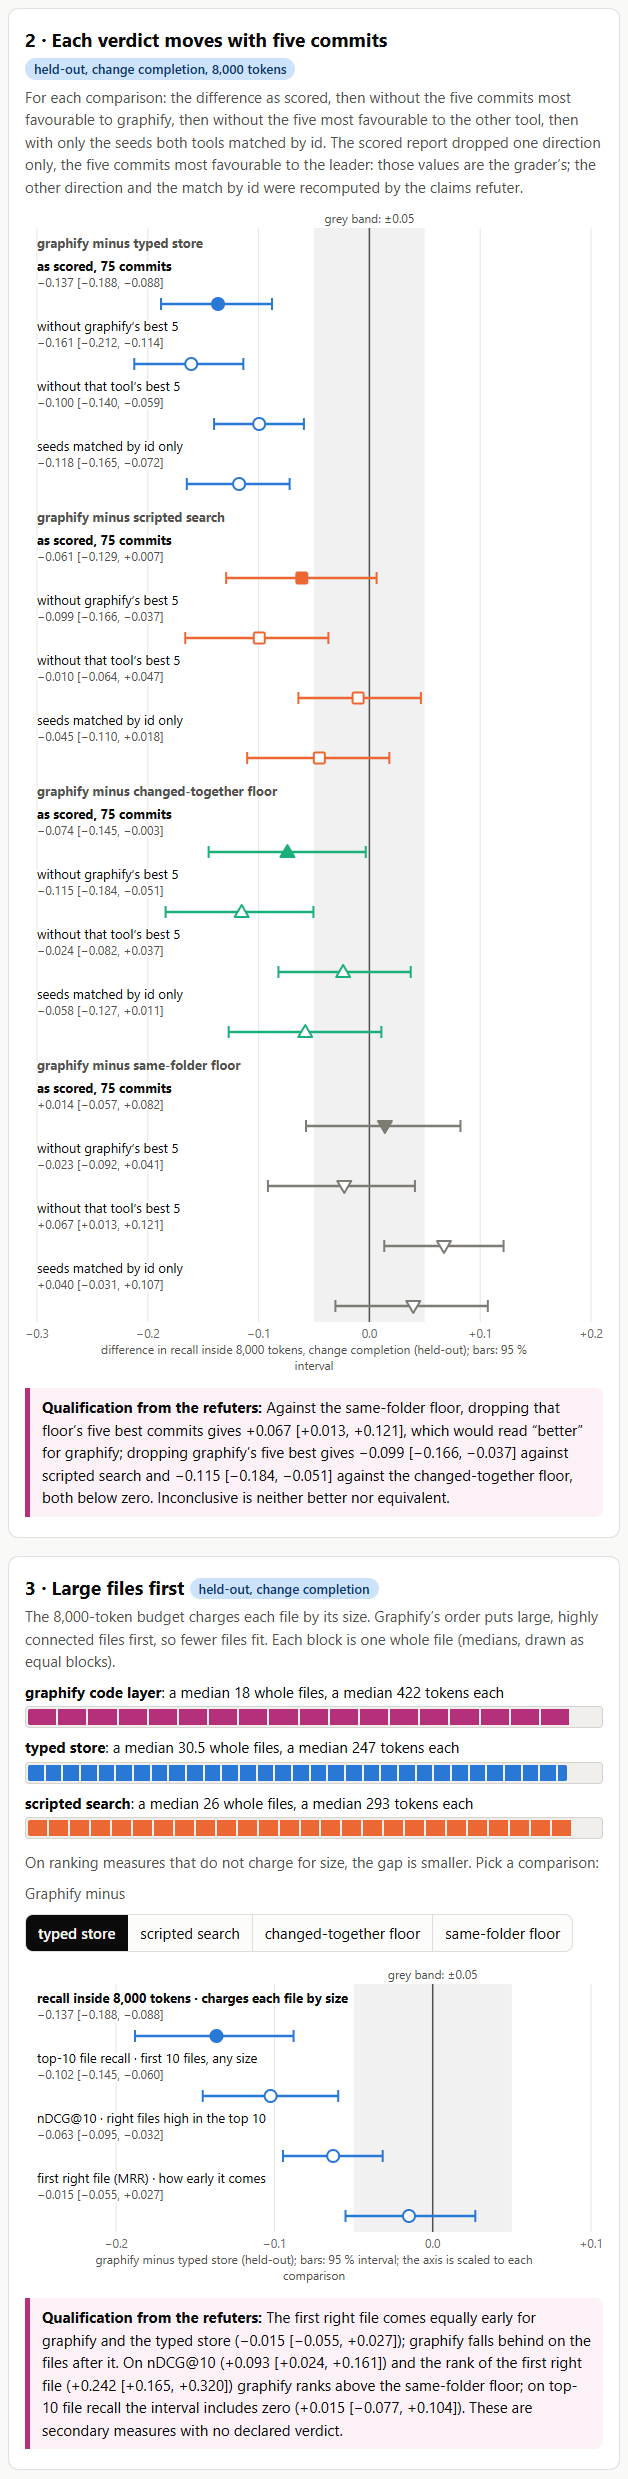 2 · Each verdict moves with five commits
held-out, change completion, 8,000 tokens
For each comparison: the difference as scored, then without the five commits most
favourable to graphify, then without the five most favourable to the other tool, then
with only the seeds both tools matched by id. The scored report dropped one direction
only, the five commits most favourable to the leader: those values are the grader’s; the
other direction and the match by id were recomputed by the claims refuter.
grey band: ±0.05
graphify minus typed store
as scored, 75 commits
−0.137 [−0.188, −0.088]
without graphify’s best 5
−0.161 [−0.212, −0.114]
without that tool’s best 5
−0.100 [−0.140, −0.059]
seeds matched by id only
−0.118 [−0.165, −0.072]
graphify minus scripted search
as scored, 75 commits
−0.061 [−0.129, +0.007]
without graphify’s best 5
−0.099 [−0.166, −0.037]
without that tool’s best 5
−0.010 [−0.064, +0.047]
seeds matched by id only
−0.045 [−0.110, +0.018]
graphify minus changed-together floor
as scored, 75 commits
−0.074 [−0.145, −0.003]
without graphify’s best 5
−0.115 [−0.184, −0.051]
without that tool’s best 5
−0.024 [−0.082, +0.037]
seeds matched by id only
−0.058 [−0.127, +0.011]
graphify minus same-folder floor
as scored, 75 commits
+0.014 [−0.057, +0.082]
without graphify’s best 5
−0.023 [−0.092, +0.041]
without that tool’s best 5
+0.067 [+0.013, +0.121]
seeds matched by id only
+0.040 [−0.031, +0.107]
−0.3 −0.2 −0.1 0.0 +0.1 +0.2
difference in recall inside 8,000 tokens, change completion (held-out); bars: 95 %
interval
Qualification from the refuters: Against the same-folder floor, dropping that
floor’s five best commits gives +0.067 [+0.013, +0.121], which would read “better”
for graphify; dropping graphify’s five best gives −0.099 [−0.166, −0.037] against
scripted search and −0.115 [−0.184, −0.051] against the changed-together floor,
both below zero. Inconclusive is neither better nor equivalent.
3 · Large files first held-out, change completion
The 8,000-token budget charges each file by its size. Graphify’s order puts large, highly
connected files first, so fewer files fit. Each block is one whole file (medians, drawn as
equal blocks).
graphify code layer: a median 18 whole files, a median 422 tokens each
typed store: a median 30.5 whole files, a median 247 tokens each
scripted search: a median 26 whole files, a median 293 tokens each
On ranking measures that do not charge for size, the gap is smaller. Pick a comparison:
Graphify minus
typed store scripted search changed-together floor same-folder floor
grey band: ±0.05
recall inside 8,000 tokens · charges each file by size
−0.137 [−0.188, −0.088]
top-10 file recall · first 10 files, any size
−0.102 [−0.145, −0.060]
nDCG@10 · right files high in the top 10
−0.063 [−0.095, −0.032]
first right file (MRR) · how early it comes
−0.015 [−0.055, +0.027]
−0.2 −0.1 0.0 +0.1
graphify minus typed store (held-out); bars: 95 % interval; the axis is scaled to each
comparison
Qualification from the refuters: The first right file comes equally early for
graphify and the typed store (−0.015 [−0.055, +0.027]); graphify falls behind on the
files after it. On nDCG@10 (+0.093 [+0.024, +0.161]) and the rank of the first right
file (+0.242 [+0.165, +0.320]) graphify ranks above the same-folder floor; on top-
10 file recall the interval includes zero (+0.015 [−0.077, +0.104]). These are
secondary measures with no declared verdict.